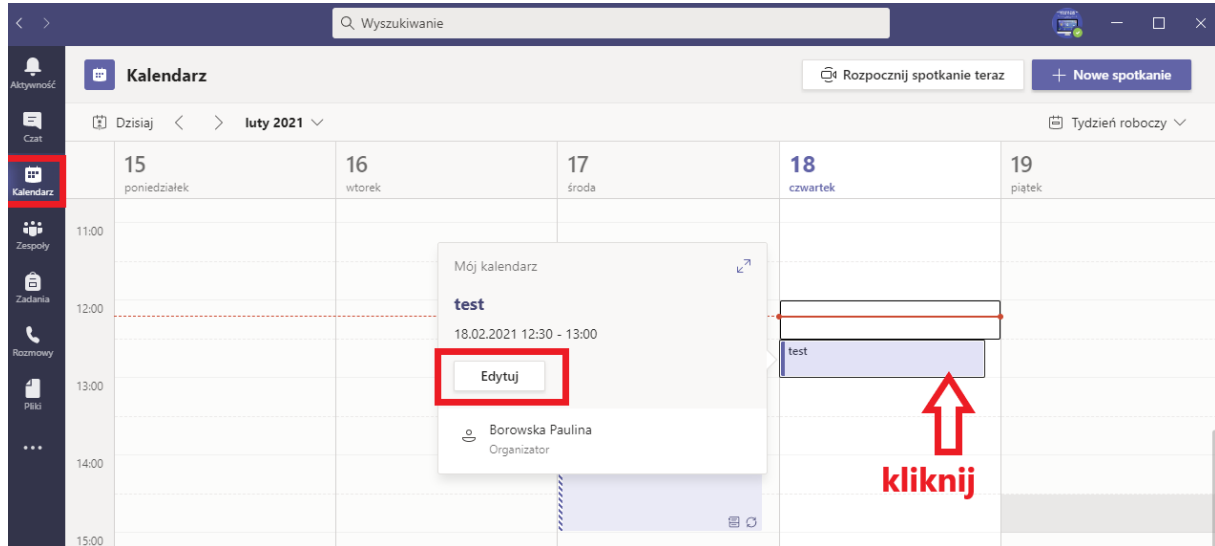 Wyszukiwanie
Aktywność
Czat
Kalendarz
Zespoły
Zadania
Rozmowy
Pliki
Kalendarz
Rozpocznij spotkanie teraz
+ Nowe spotkanie
Dzisiaj
luty 2021
Tydzień roboczy
15
poniedziałek
16
wtorek
17
środa
18
czwartek
19
piątek
11:00
12:00
13:00
14:00
15:00
Mój kalendarz
test
18.02.2021 12:30 - 13:00
Edytuj
Borowska Paulina
Organizator
test
kliknij